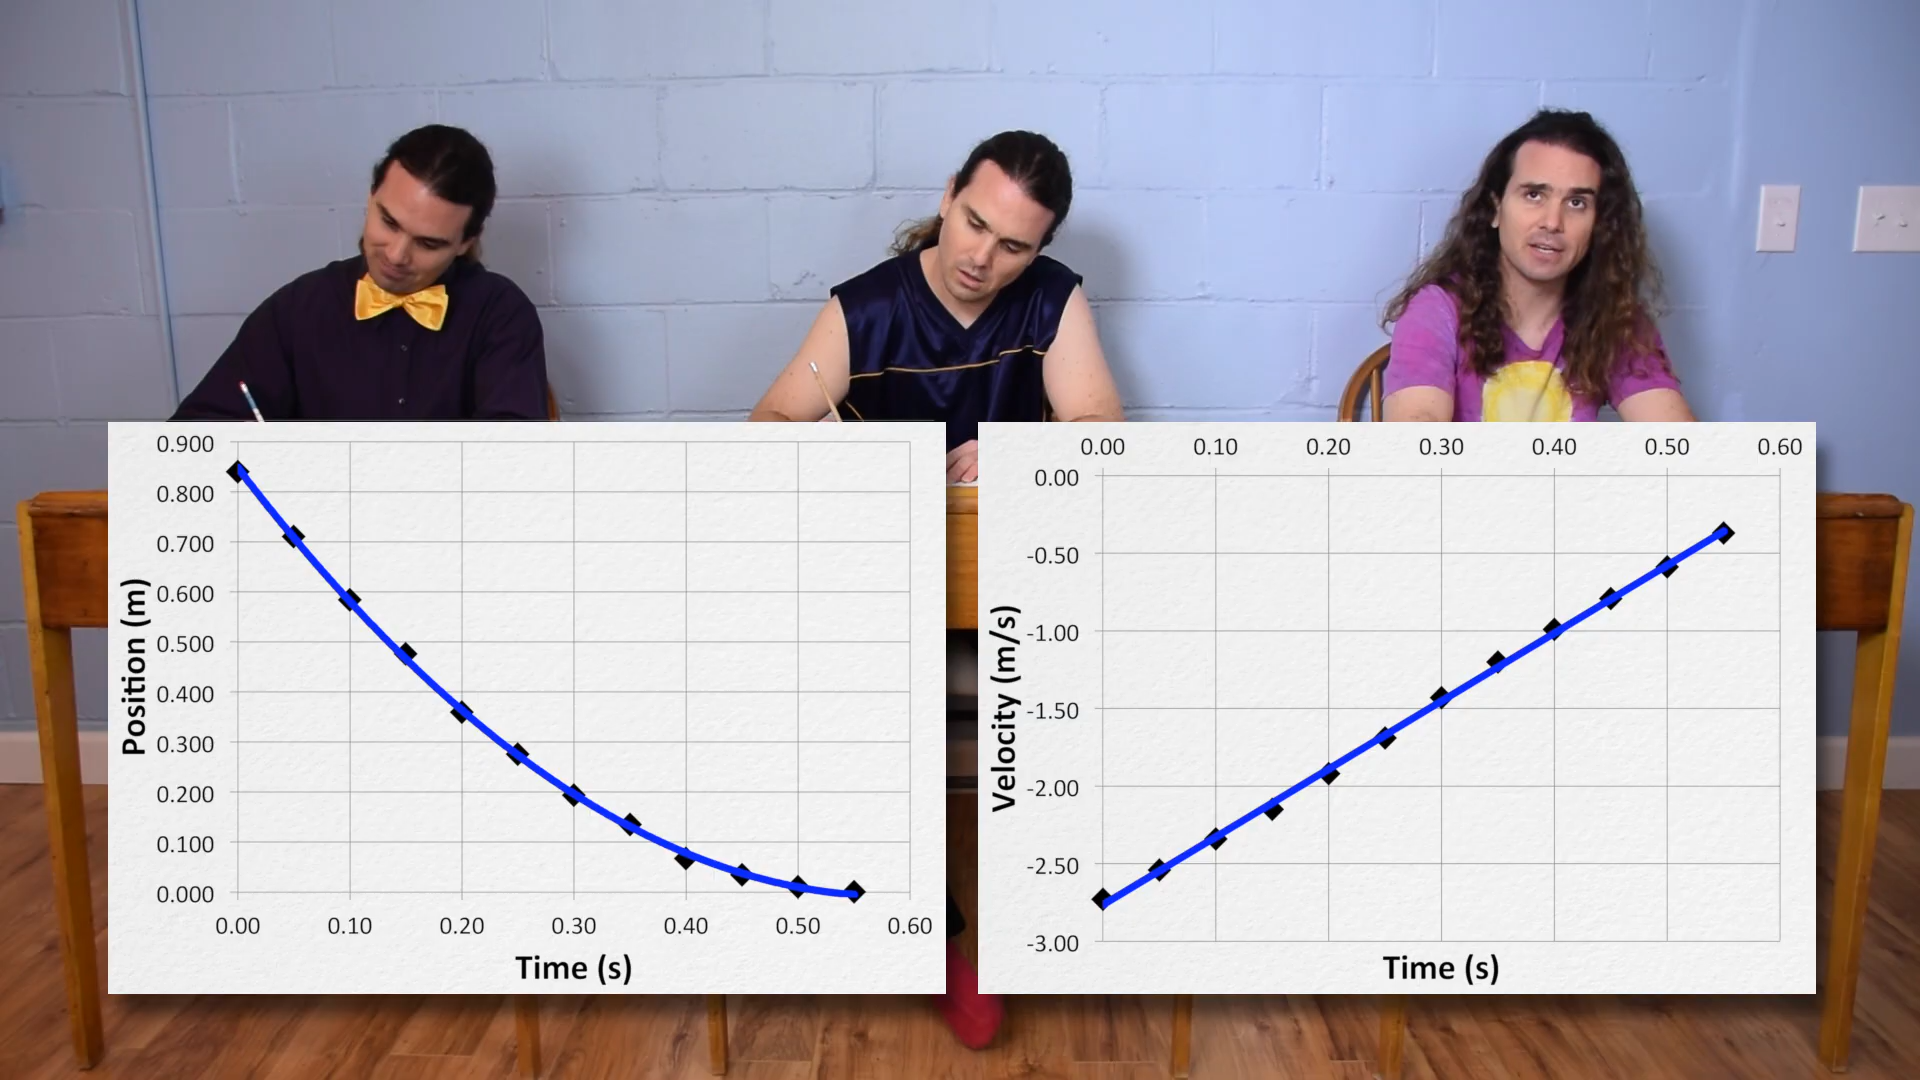 0.900
0.800
0.700
0.600
0.500
0.400
0.300
0.200
0.100
0.000
Position (m)
0.00 0.10 0.20 0.30 0.40 0.50 0.60
Time (s)
0.00 0.10 0.20 0.30 0.40 0.50 0.60
0.00
-0.50
-1.00
-1.50
-2.00
-2.50
-3.00
Velocity (m/s)
Time (s)